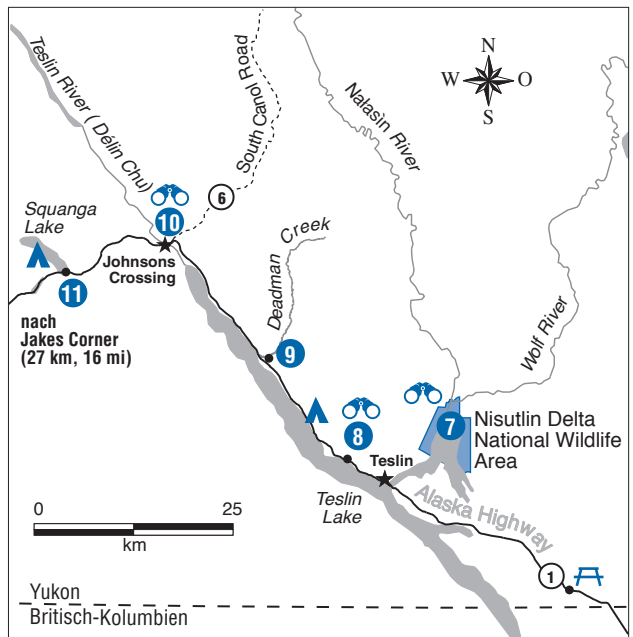 N
W O
S
Teslin River ( Délin Chu)
South Canol Road
Nalasìn River
6
Squanga
Lake
10
Johnsons
Crossing
Deadman Creek
Wolf River
11
nach
Jakes Corner
(27 km, 16 mi)
9
7
Nisutlin Delta
National Wildlife
Area
8
Teslin
Teslin
Lake
Alaska Highway
0 25
km
1
Yukon
Britisch-Kolumbien